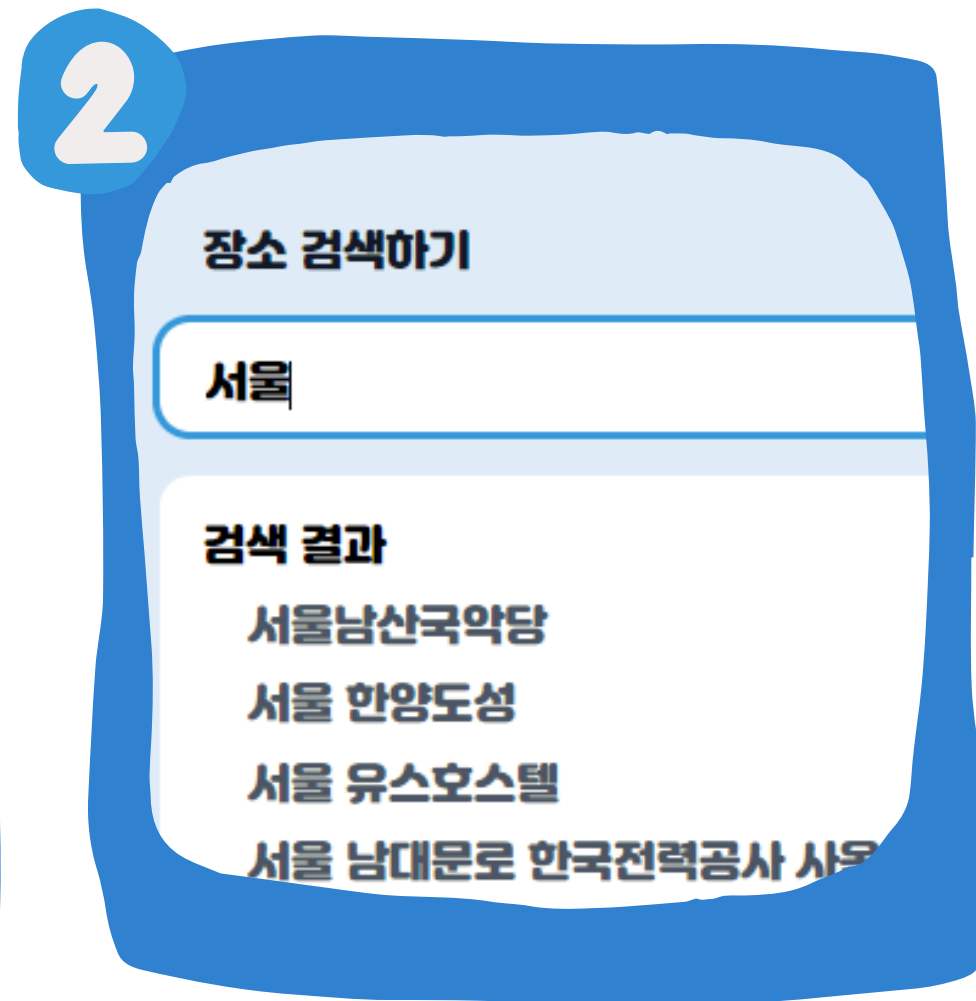 2
장소 검색하기
서울
검색 결과
서울남산국악당
서울 한양도성
서울 유스호스텔
서울 남대문로 한국전력공사